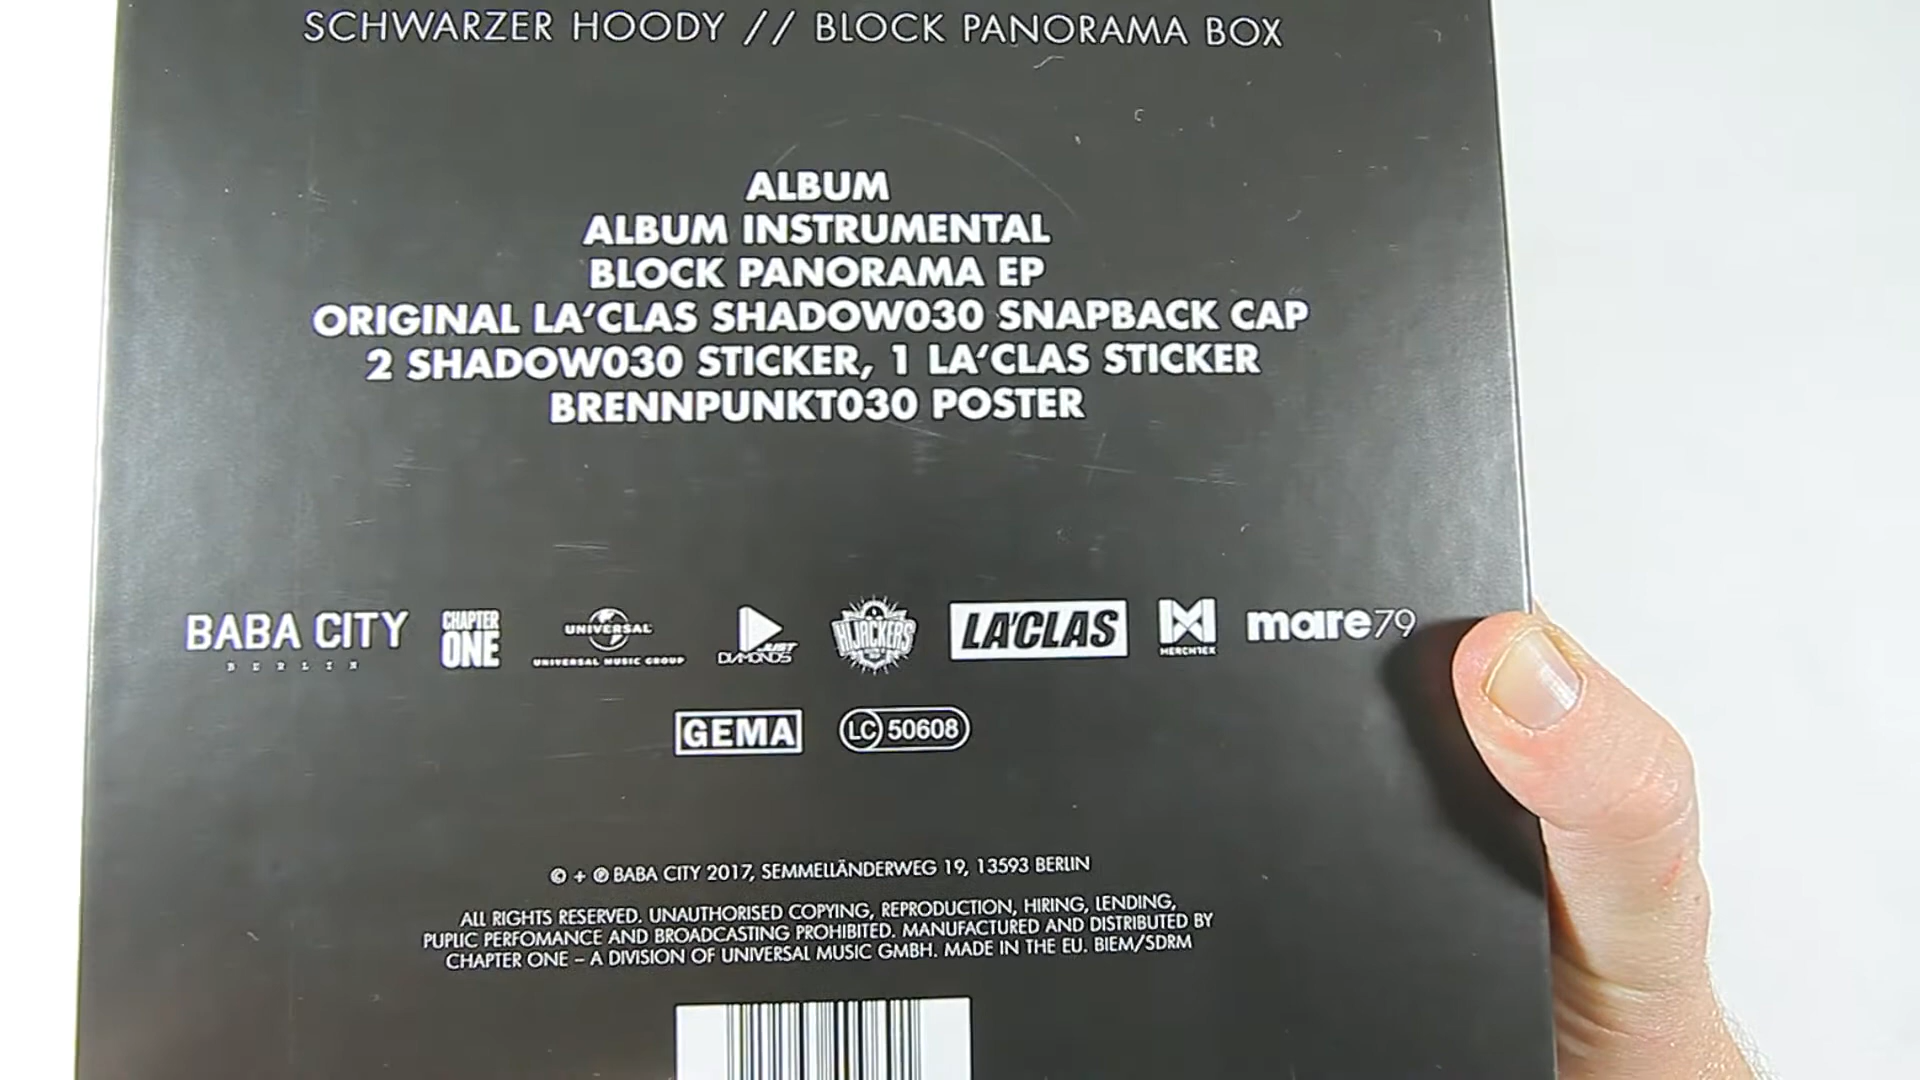 SCHWARZER HOODY // BLOCK PANORAMA BOX
ALBUM
ALBUM INSTRUMENTAL
BLOCK PANORAMA EP
ORIGINAL LA'CLAS SHADOW030 SNAPBACK CAP
2 SHADOW030 STICKER, 1 LA'CLAS STICKER
BRENNPUNKT030 POSTER
BABA CITY
BERLIN
CHAPTER
ONE
UNIVERSAL
UNIVERSAL MUSIC GROUP
JUST
DIAMONDS
HIJACKERS
LA'CLAS
MERCHTEX
mare79
GEMA
LC 50608
© + ℗ BABA CITY 2017, SEMMELLÄNDERWEG 19, 13593 BERLIN
ALL RIGHTS RESERVED. UNAUTHORISED COPYING, REPRODUCTION, HIRING, LENDING,
PUPLIC PERFOMANCE AND BROADCASTING PROHIBITED. MANUFACTURED AND DISTRIBUTED BY
CHAPTER ONE – A DIVISION OF UNIVERSAL MUSIC GMBH. MADE IN THE EU. BIEM/SDRM